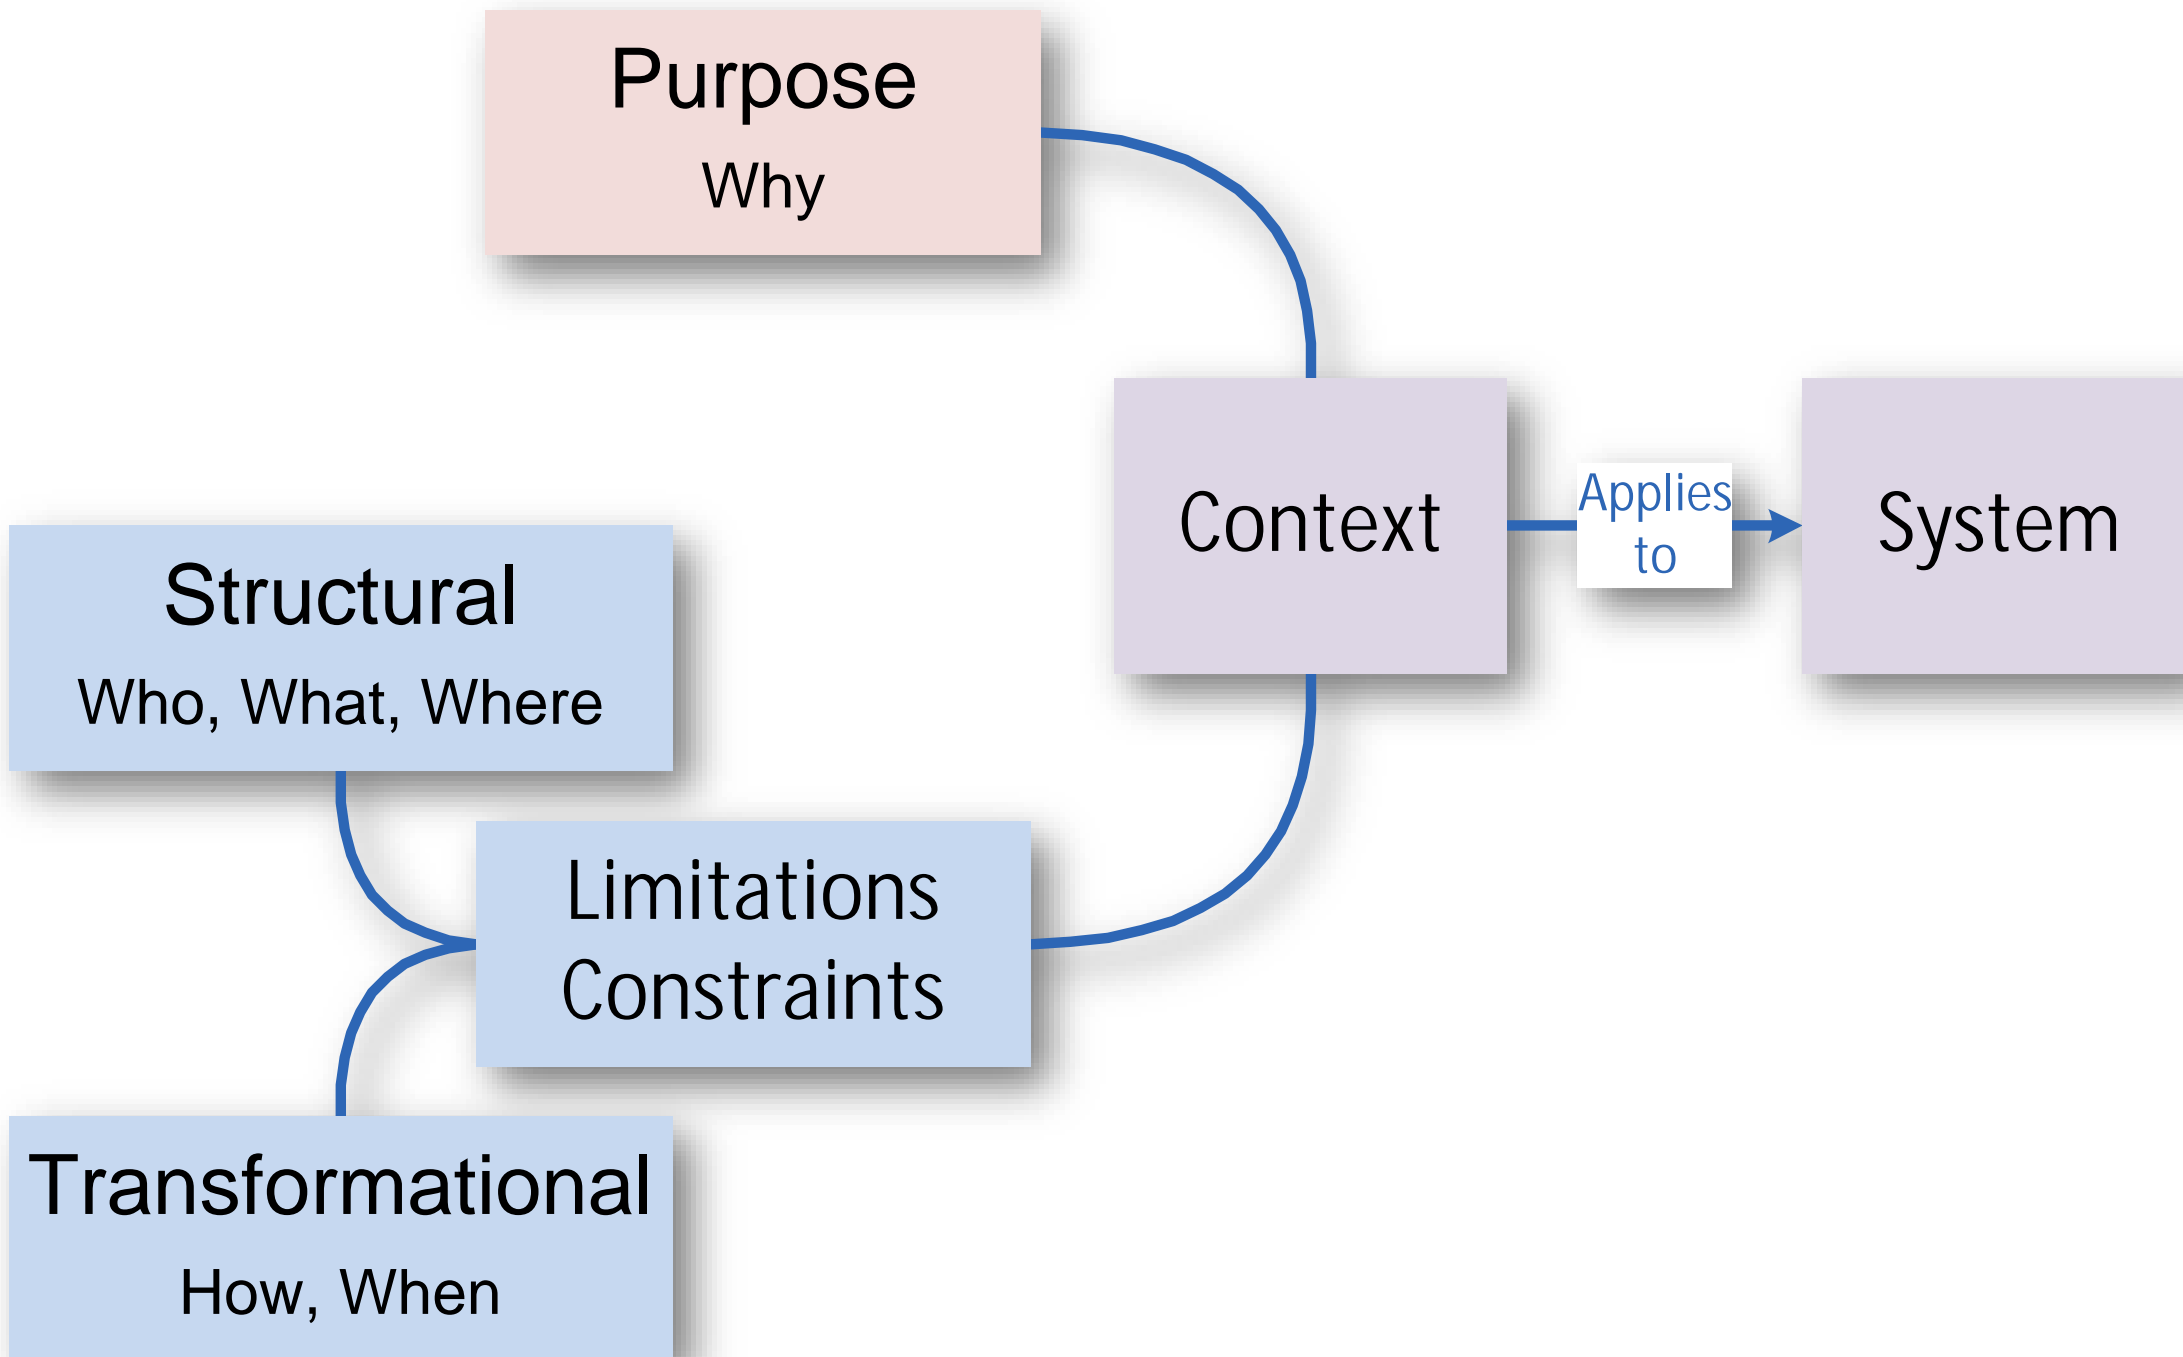 Purpose
Why
Context
Applies
to
System
Structural
Who, What, Where
Limitations
Constraints
Transformational
How, When